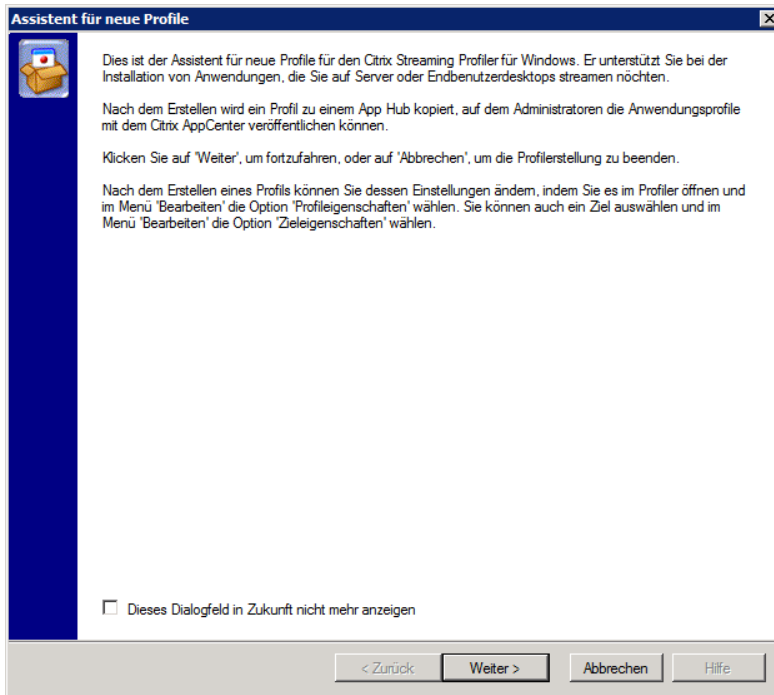 Assistent für neue Profile
Dies ist der Assistent für neue Profile für den Citrix Streaming Profiler für Windows. Er unterstützt Sie bei der
Installation von Anwendungen, die Sie auf Server oder Endbenutzerdesktops streamen nöchten.
Nach dem Erstellen wird ein Profil zu einem App Hub kopiert, auf dem Administratoren die Anwendungsprofile
mit dem Citrix AppCenter veröffentlichen können.
Klicken Sie auf 'Weiter', um fortzufahren, oder auf 'Abbrechen', um die Profilerstellung zu beenden.
Nach dem Erstellen eines Profils können Sie dessen Einstellungen ändern, indem Sie es im Profiler öffnen und
im Menü 'Bearbeiten' die Option 'Profileigenschaften' wählen. Sie können auch ein Ziel auswählen und im
Menü 'Bearbeiten' die Option 'Zieleigenschaften' wählen.
Dieses Dialogfeld in Zukunft nicht mehr anzeigen
< Zurück
Weiter >
Abbrechen
Hilfe